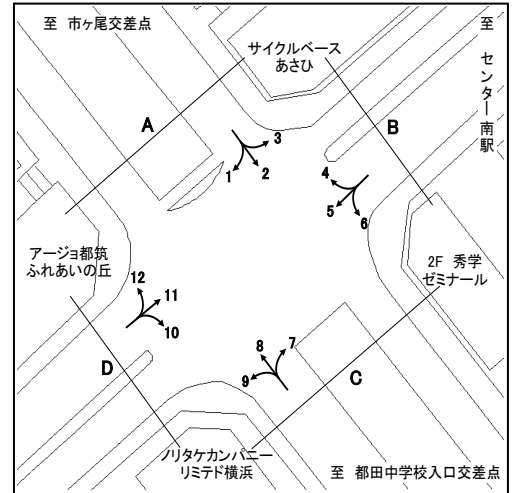 至 市ヶ尾交差点
サイクルベース
あさひ
至 センター南駅
A
B
3
1
2
4
5
6
アージョ都筑
ふれあいの丘
2F 秀学
ゼミナール
12
11
10
8
7
9
D
C
ノリタケカンパニー
リミテド横浜
至 都田中学校入口交差点